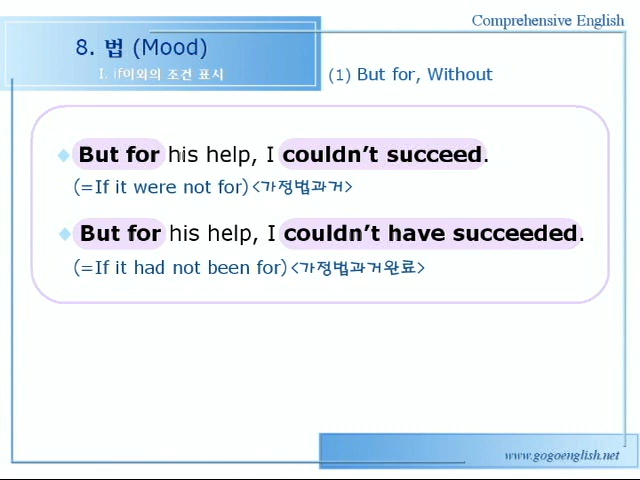 Comprehensive English
8. 법 (Mood)
I. if이외의 조건 표시
(1) But for, Without
But for his help, I couldn't succeed.
(=If it were not for)<가정법과거>
But for his help, I couldn't have succeeded.
(=If it had not been for)<가정법과거완료>
www.gogoenglish.net